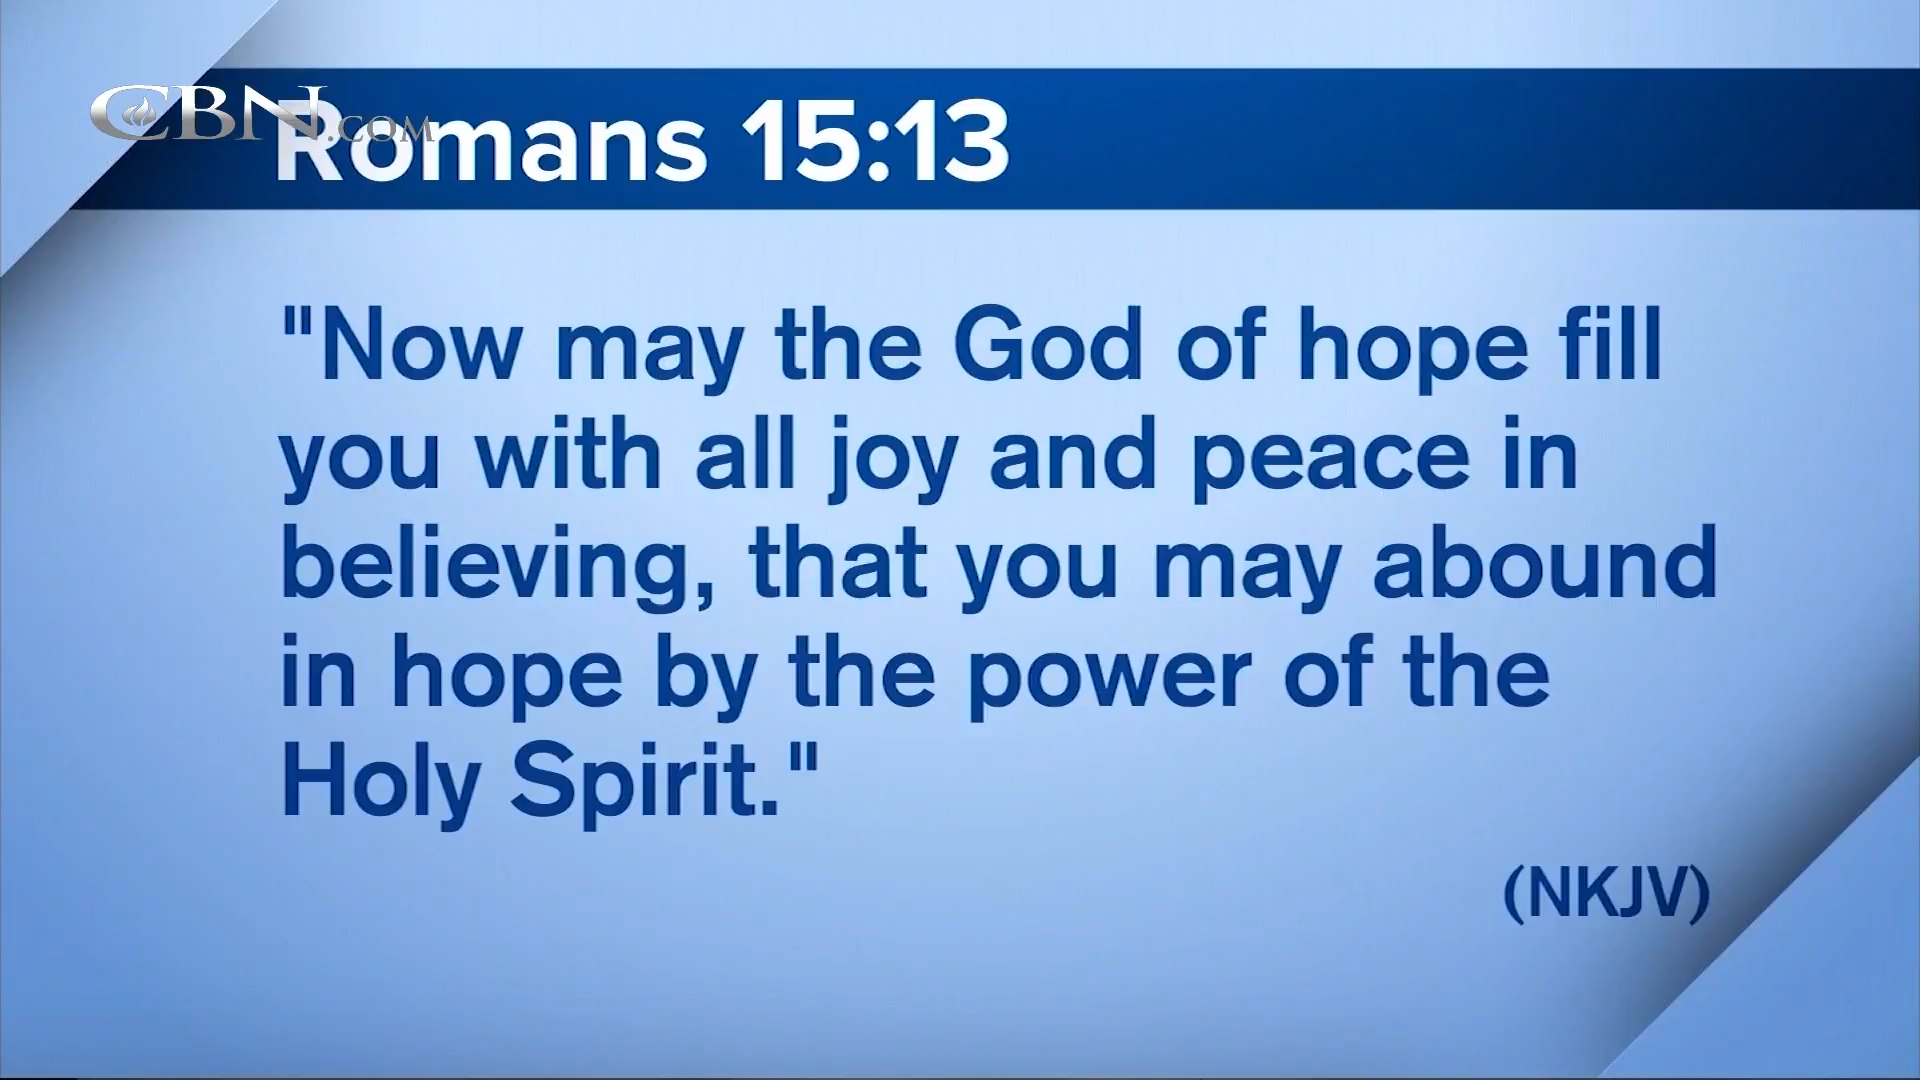 CBN.COM
Romans 15:13
"Now may the God of hope fill
you with all joy and peace in
believing, that you may abound
in hope by the power of the
Holy Spirit."
(NKJV)